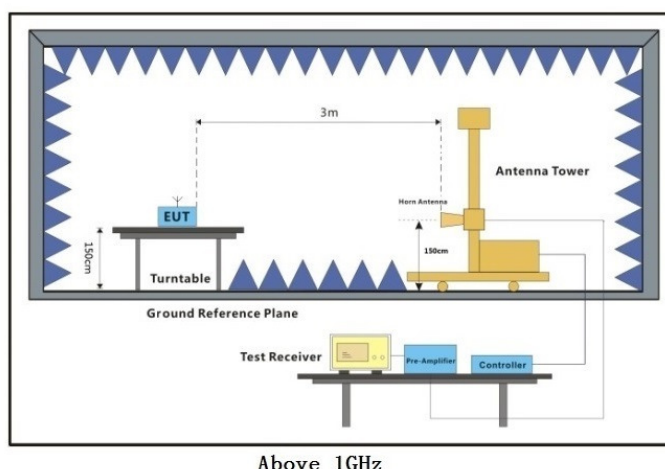 3m
Antenna Tower
Horn Antenna
EUT
150cm
150cm
Turntable
Ground Reference Plane
Test Receiver
Pre-Amplifier
Controller
Above 1GHz